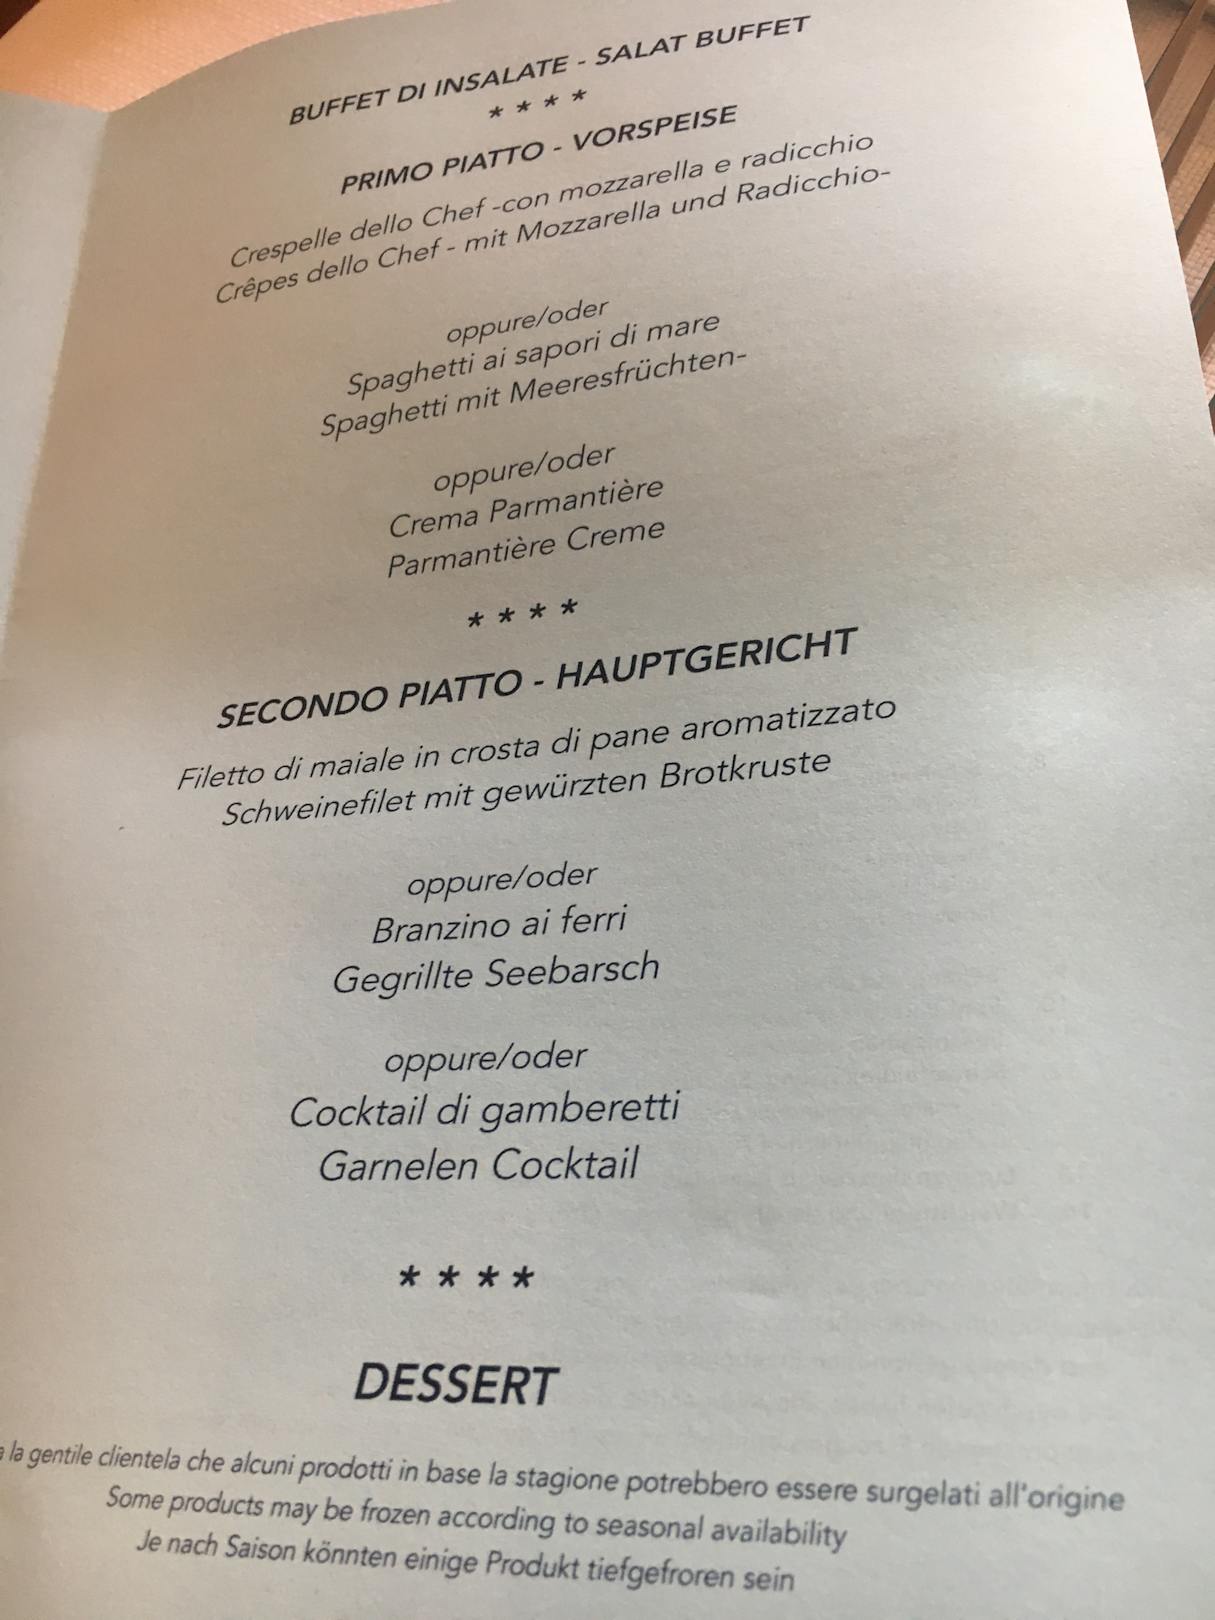 BUFFET DI INSALATE - SALAT BUFFET
* * * *
PRIMO PIATTO - VORSPEISE
Crespelle dello Chef -con mozzarella e radicchio
Crêpes dello Chef - mit Mozzarella und Radicchio-
oppure/oder
Spaghetti ai sapori di mare
Spaghetti mit Meeresfrüchten-
oppure/oder
Crema Parmantière
Parmantière Creme
* * * *
SECONDO PIATTO - HAUPTGERICHT
Filetto di maiale in crosta di pane aromatizzato
Schweinefilet mit gewürzten Brotkruste
oppure/oder
Branzino ai ferri
Gegrillte Seebarsch
oppure/oder
Cocktail di gamberetti
Garnelen Cocktail
* * * *
DESSERT
la gentile clientela che alcuni prodotti in base la stagione potrebbero essere surgelati all'origine
Some products may be frozen according to seasonal availability
Je nach Saison könnten einige Produkt tiefgefroren sein